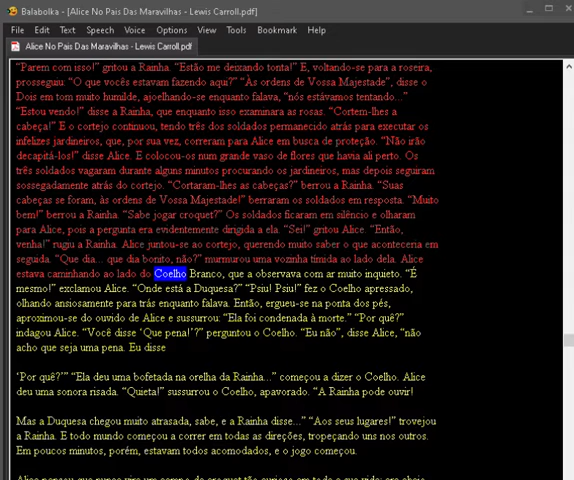 Balabolka - [Alice No Pais Das Maravilhas - Lewis Carroll.pdf]
File Edit Text Speech Voice Options View Tools Bookmark Help
Alice No Pais Das Maravilhas - Lewis Carroll.pdf
“Parem com isso!” gritou a Rainha. “Estão me deixando tonta!” E, voltando-se para a roseira,
prosseguiu: “O que vocês estavam fazendo aqui?” “Às ordens de Vossa Majestade”, disse o
Dois em tom muito humilde, ajoelhando-se enquanto falava, “nós estávamos tentando...”
“Estou vendo!” disse a Rainha, que enquanto isso examinara as rosas. “Cortem-lhes a
cabeça!” E o cortejo continuou, tendo três dos soldados permanecido atrás para executar os
infelizes jardineiros, que, por sua vez, correram para Alice em busca de proteção. “Não irão
decapitá-los!” disse Alice. E colocou-os num grande vaso de flores que havia ali perto. Os
três soldados vagaram durante alguns minutos procurando os jardineiros, mas depois seguiram
sossegadamente atrás do cortejo. “Cortaram-lhes as cabeças?” berrou a Rainha. “Suas
cabeças se foram, às ordens de Vossa Majestade!” berraram os soldados em resposta. “Muito
bem!” berrou a Rainha. “Sabe jogar croquet?” Os soldados ficaram em silêncio e olharam
para Alice, pois a pergunta era evidentemente dirigida a ela. “Sei!” gritou Alice. “Então,
venha!” rugiu a Rainha. Alice juntou-se ao cortejo, querendo muito saber o que aconteceria em
seguida. “Que dia... que dia bonito, não?” murmurou uma vozinha tímida ao lado dela. Alice
estava caminhando ao lado do Coelho Branco, que a observava com ar muito inquieto. “É
mesmo!” exclamou Alice. “Onde está a Duquesa?” “Psiu! Psiu!” fez o Coelho apressado,
olhando ansiosamente para trás enquanto falava. Então, ergueu-se na ponta dos pés,
aproximou-se do ouvido de Alice e sussurrou: “Ela foi condenada à morte.” “Por quê?”
indagou Alice. “Você disse ‘Que pena!’?” perguntou o Coelho. “Eu não”, disse Alice, “não
acho que seja uma pena. Eu disse
‘Por quê?’” “Ela deu uma bofetada na orelha da Rainha...” começou a dizer o Coelho. Alice
deu uma sonora risada. “Quieta!” sussurrou o Coelho, apavorado. “A Rainha pode ouvir!
Mas a Duquesa chegou muito atrasada, sabe, e a Rainha disse...” “Aos seus lugares!” trovejou
a Rainha. E todo mundo começou a correr em todas as direções, tropeçando uns nos outros.
Em poucos minutos, porém, estavam todos acomodados, e o jogo começou.